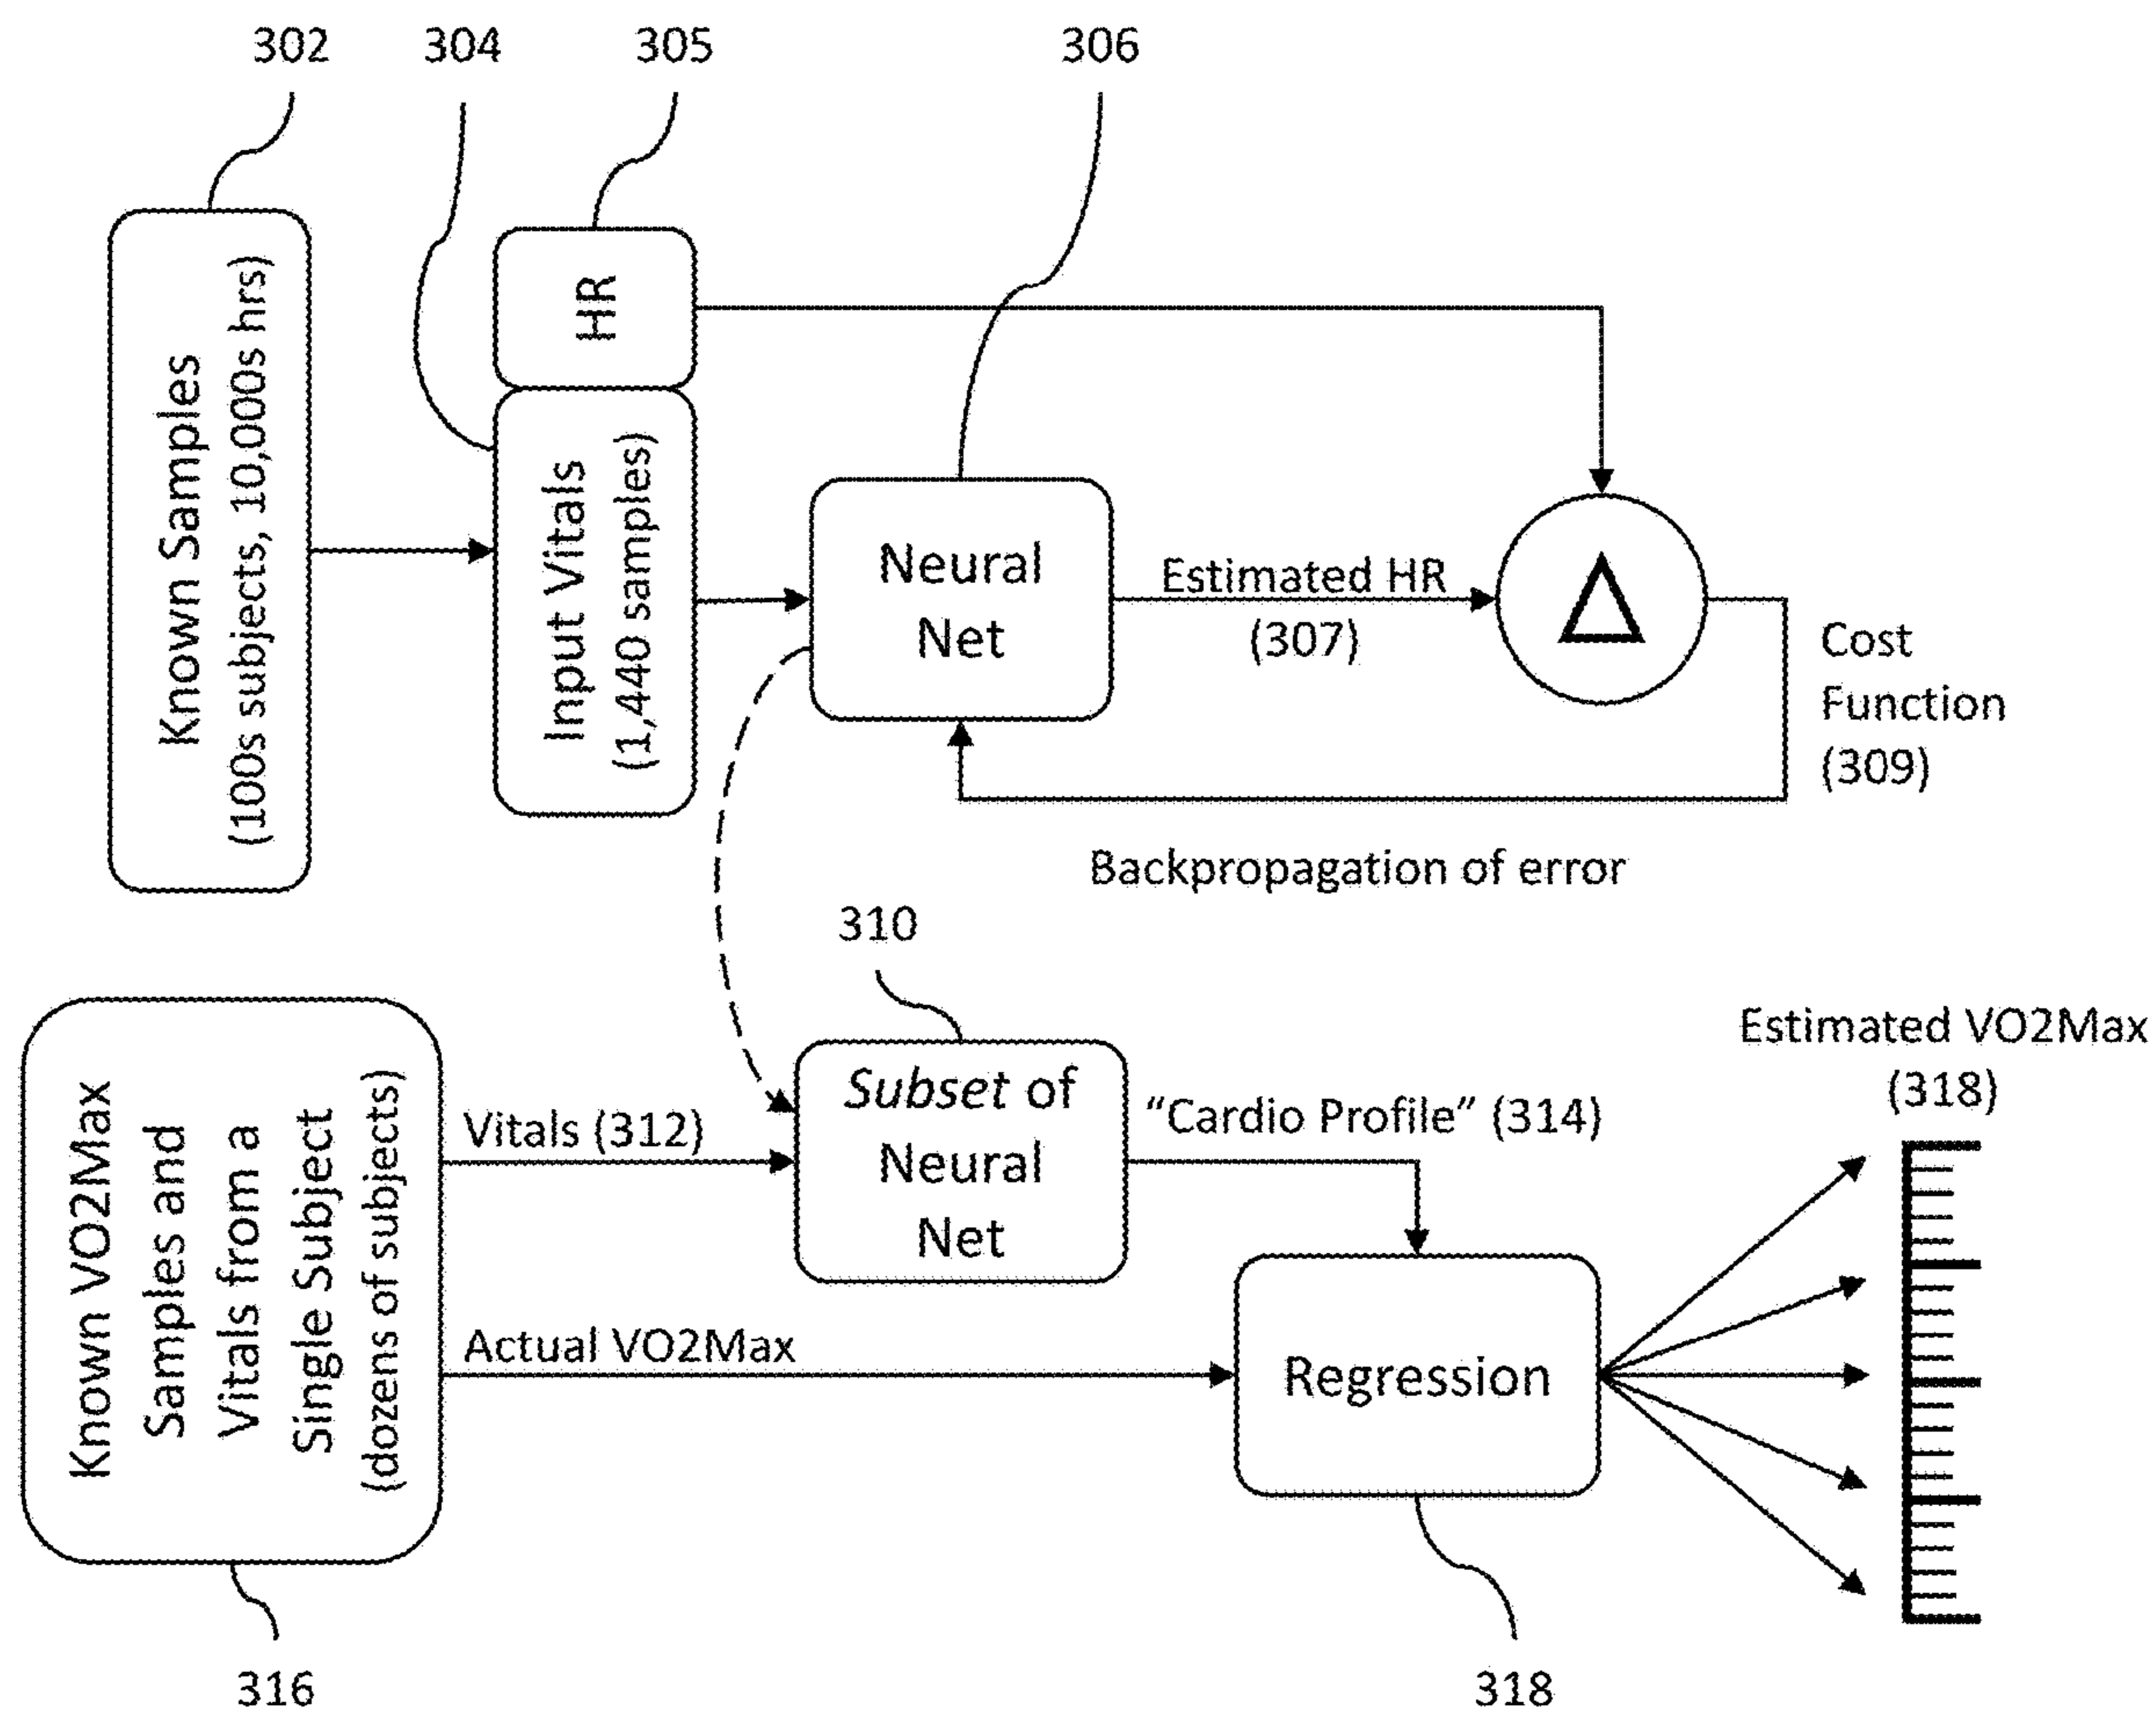 302
304
305
306
Known Samples
(100s subjects, 10,000s hrs)
HR
Input Vitals
(1,440 samples)
Neural
Net
Estimated HR
(307)
Cost
Function
(309)
Backpropagation of error
310
Known VO2Max
Samples and
Vitals from a
Single Subject
(dozens of subjects)
Vitals (312)
Subset of
Neural
Net
“Cardio Profile” (314)
Estimated VO2Max
(318)
Actual VO2Max
Regression
316
318